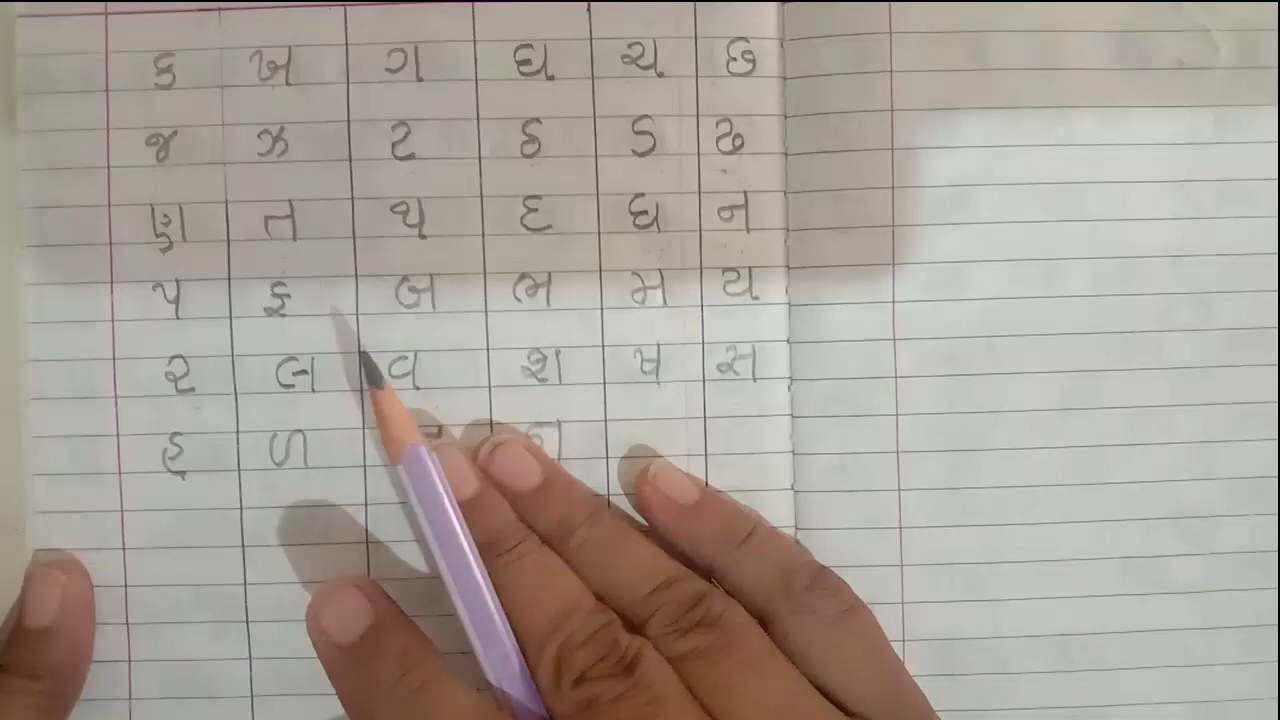 ક ખ ગ ઘ ચ છ
જ ઝ ટ ઠ ડ ઢ
ણ ત થ દ ધ ન
પ ફ બ ભ મ ય
ર લ વ શ ષ સ
હ ળ